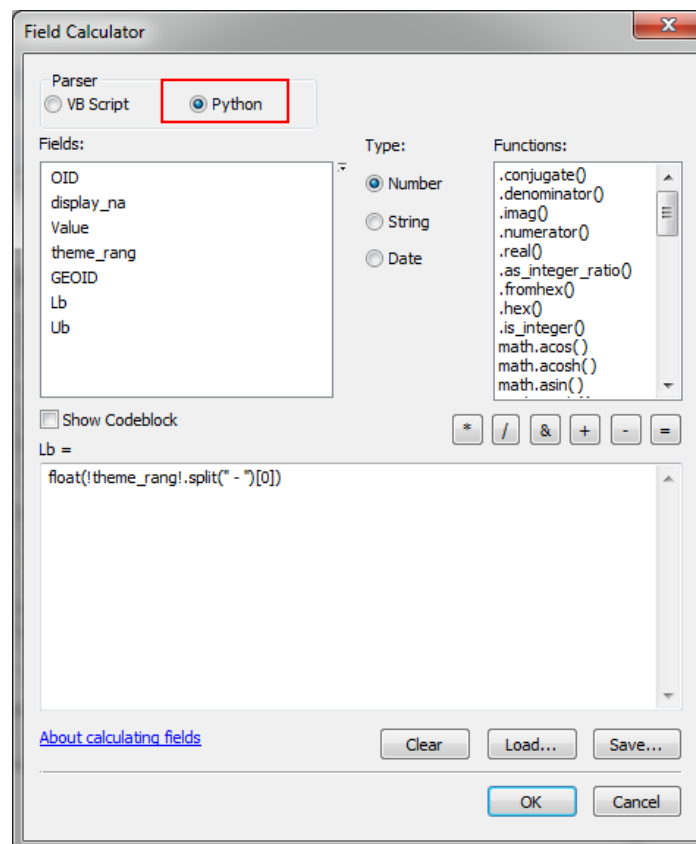 Field Calculator
Parser
VB Script
Python
Fields:
OID
display_na
Value
theme_rang
GEOID
Lb
Ub
Type:
Number
String
Date
Functions:
.conjugate()
.denominator()
.imag()
.numerator()
.real()
.as_integer_ratio()
.fromhex()
.hex()
.is_integer()
math.acos( )
math.acosh( )
math.asin( )
Show Codeblock
* / & + - =
Lb =
float(!theme_rang!.split(" - ")[0])
About calculating fields
Clear
Load...
Save...
OK
Cancel